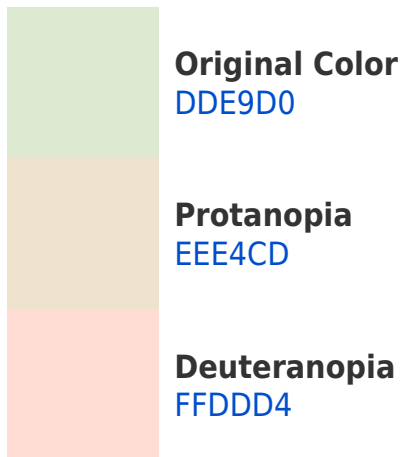 Original Color
DDE9D0
Protanopia
EEE4CD
Deuteranopia
FFDDD4